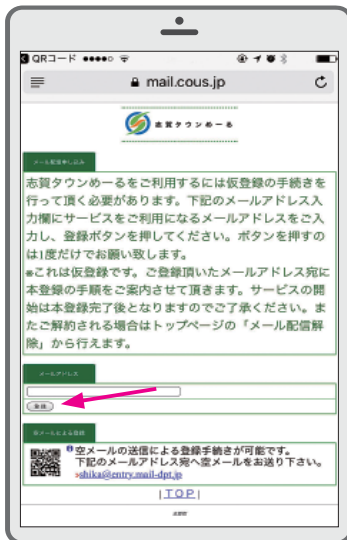 QRコード
mail.cous.jp
志賀タウンめ～る
メール配信申し込み
志賀タウンめーるをご利用するには仮登録の手続きを
行って頂く必要があります。下記のメールアドレス入
力欄にサービスをご利用になるメールアドレスをご入
力し、登録ボタンを押してください。ボタンを押すの
は1度だけでお願い致します。
※これは仮登録です。ご登録頂いたメールアドレス宛に
本登録の手順をご案内させて頂きます。サービスの開
始は本登録完了後となりますのでご了承ください。ま
たご解約される場合はトップページの「メール配信解
除」から行えます。
メールアドレス
登録
空メールによる登録
空メールの送信による登録手続きが可能です。
下記のメールアドレス宛へ空メールをお送り下さい。
»shika@entry.mail-dpt.jp
|TOP|
志賀町